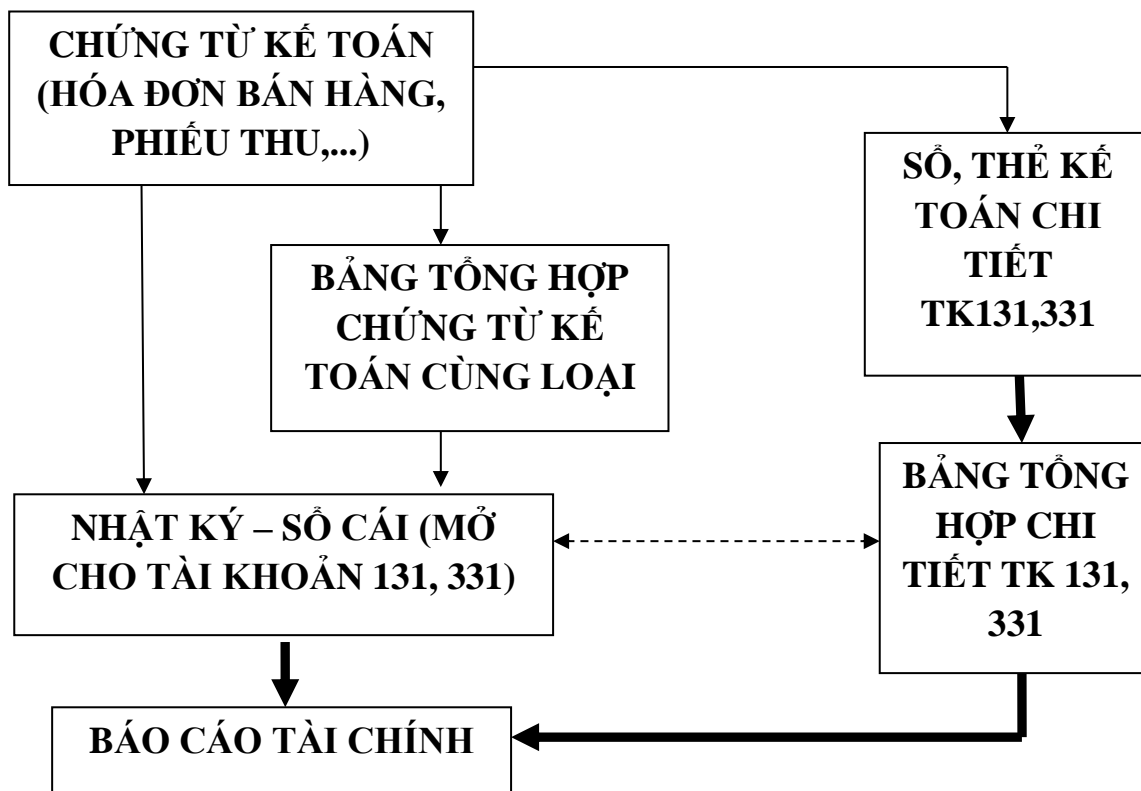 CHỨNG TỪ KẾ TOÁN
(HÓA ĐƠN BÁN HÀNG,
PHIẾU THU,...)
SỔ, THẺ KẾ
TOÁN CHI
TIẾT
TK131,331
BẢNG TỔNG HỢP
CHỨNG TỪ KẾ
TOÁN CÙNG LOẠI
NHẬT KÝ – SỔ CÁI (MỞ
CHO TÀI KHOẢN 131, 331)
BẢNG TỔNG
HỢP CHI
TIẾT TK 131,
331
BÁO CÁO TÀI CHÍNH